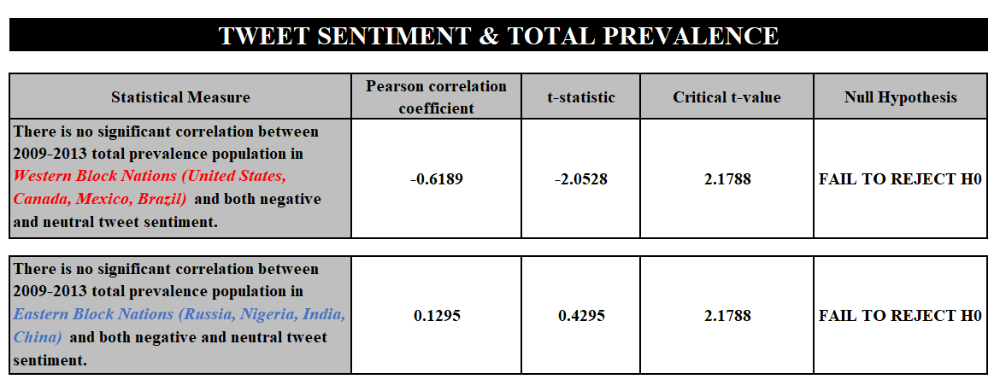 TWEET SENTIMENT & TOTAL PREVALENCE
Statistical Measure
Pearson correlation
coefficient
t-statistic
Critical t-value
Null Hypothesis
There is no significant correlation between
2009-2013 total prevalence population in
Western Block Nations (United States,
Canada, Mexico, Brazil) and both negative
and neutral tweet sentiment.
-0.6189
-2.0528
2.1788
FAIL TO REJECT H0
There is no significant correlation between
2009-2013 total prevalence population in
Eastern Block Nations (Russia, Nigeria, India,
China) and both negative and neutral tweet
sentiment.
0.1295
0.4295
2.1788
FAIL TO REJECT H0